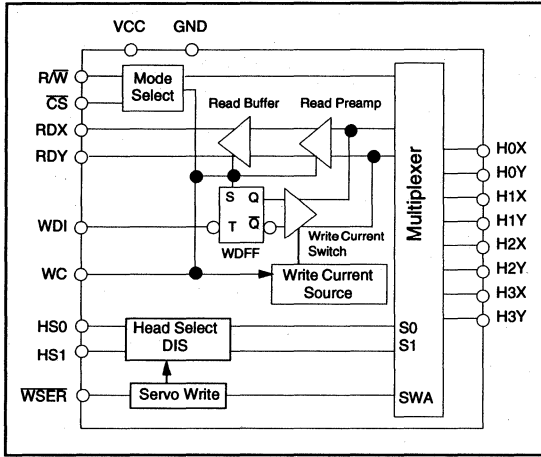 VCC GND
R/W̅
C̅S̅
Mode
Select
RDX
RDY
Read Buffer
Read Preamp
S Q
T Q̅
WDFF
WDI
Write Current
Switch
WC
Write Current
Source
Multiplexer
H0X
H0Y
H1X
H1Y
H2X
H2Y
H3X
H3Y
HS0
HS1
Head Select
DIS
S0
S1
W̅S̅E̅R̅
Servo Write
SWA